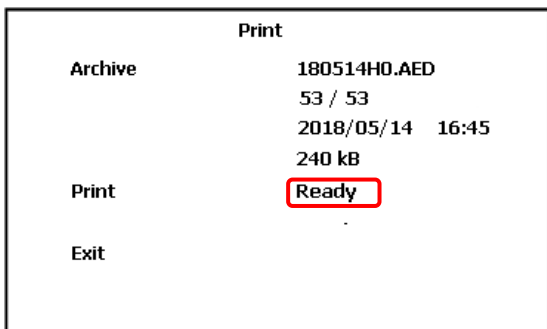 Print
Archive 180514H0.AED
53 / 53
2018/05/14 16:45
240 kB
Print Ready
Exit